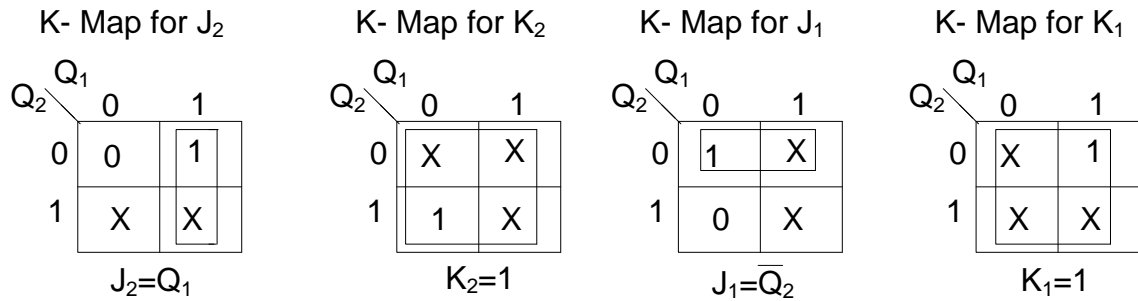 K- Map for J₂ K- Map for K₂ K- Map for J₁ K- Map for K₁
Q₁ Q₁ Q₁ Q₁
Q₂ 0 1 Q₂ 0 1 Q₂ 0 1 Q₂ 0 1
0 0 1 0 X X 0 1 X 0 X 1
1 X X 1 1 X 1 0 X 1 X X
J₂=Q₁ K₂=1 J₁=Q̅₂ K₁=1